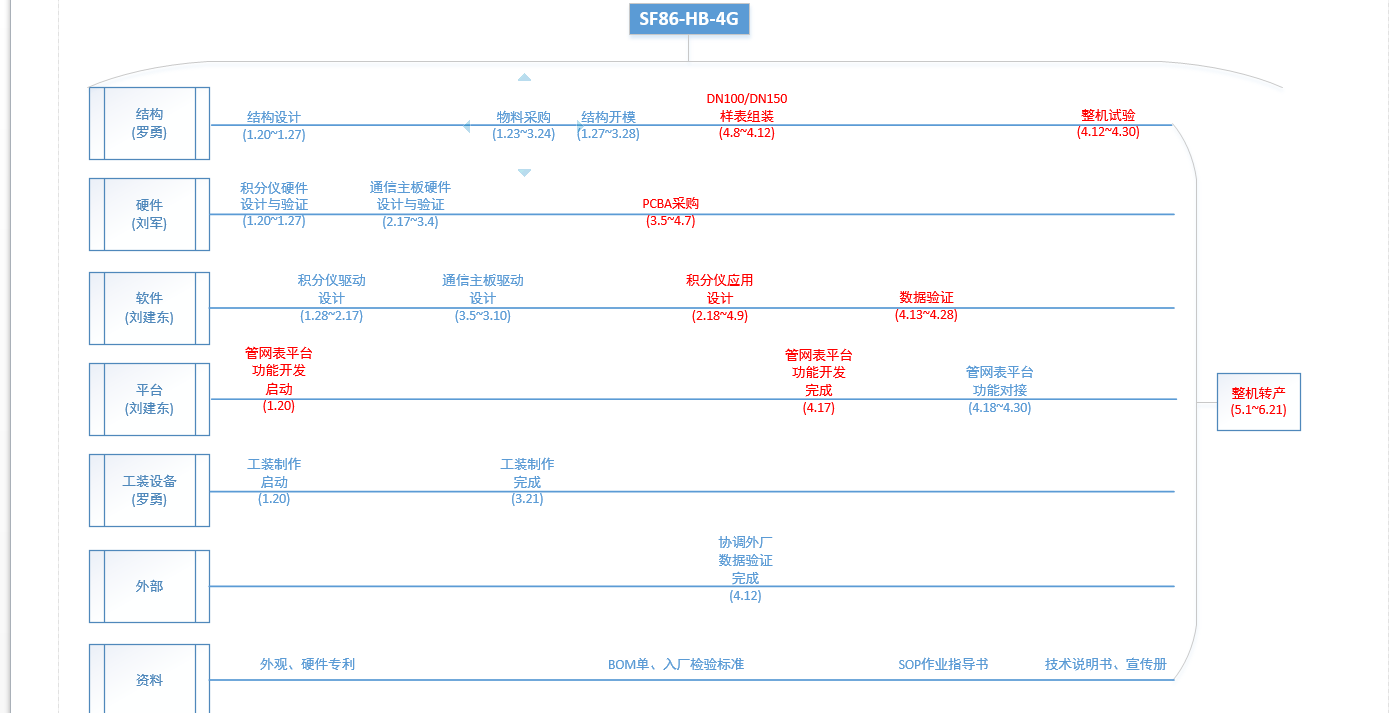 SF86-HB-4G
结构
(罗勇)
结构设计
(1.20~1.27)
物料采购
(1.23~3.24)
结构开模
(1.27~3.28)
DN100/DN150
样表组装
(4.8~4.12)
整机试验
(4.12~4.30)
硬件
(刘军)
积分仪硬件
设计与验证
(1.20~1.27)
通信主板硬件
设计与验证
(2.17~3.4)
PCBA采购
(3.5~4.7)
软件
(刘建东)
积分仪驱动
设计
(1.28~2.17)
通信主板驱动
设计
(3.5~3.10)
积分仪应用
设计
(2.18~4.9)
数据验证
(4.13~4.28)
平台
(刘建东)
管网表平台
功能开发
启动
(1.20)
管网表平台
功能开发
完成
(4.17)
管网表平台
功能对接
(4.18~4.30)
整机转产
(5.1~6.21)
工装设备
(罗勇)
工装制作
启动
(1.20)
工装制作
完成
(3.21)
外部
协调外厂
数据验证
完成
(4.12)
资料
外观、硬件专利
BOM单、入厂检验标准
SOP作业指导书
技术说明书、宣传册